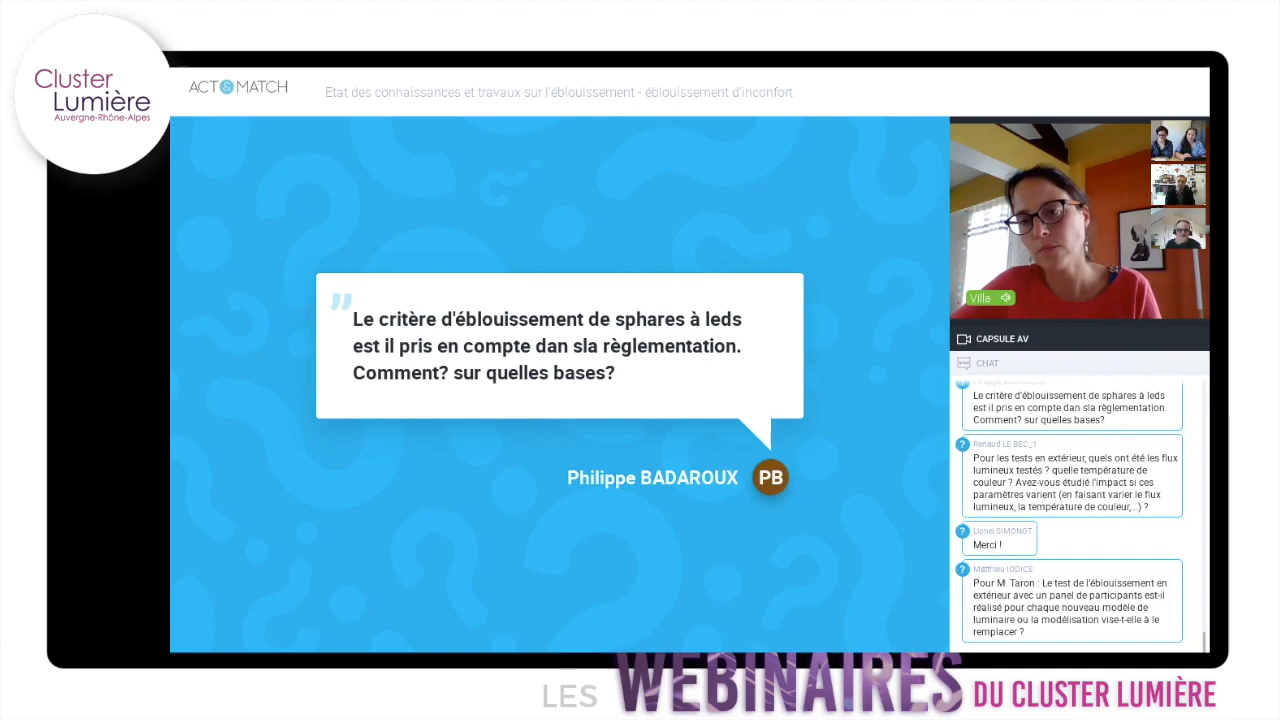 Cluster
Lumière
Auvergne-Rhône-Alpes
ACT&MATCH
Etat des connaissances et travaux sur l'éblouissement - éblouissement d'inconfort
Le critère d'éblouissement de sphares à leds
est il pris en compte dan sla règlementation.
Comment? sur quelles bases?
Philippe BADAROUX
PB
Villa
CAPSULE AV
CHAT
Philippe BADAROUX
Le critère d'éblouissement de sphares à leds
est il pris en compte dan sla règlementation.
Comment? sur quelles bases?
Renaud LE BEC_1
Pour les tests en extérieur, quels ont été les flux
lumineux testés ? quelle température de
couleur ? Avez-vous étudié l'impact si ces
paramètres varient (en faisant varier le flux
lumineux, la température de couleur,...) ?
Lionel SIMONOT
Merci !
Matthieu IODICE
Pour M. Taron : Le test de l'éblouissement en
extérieur avec un panel de participants est-il
réalisé pour chaque nouveau modèle de
luminaire ou la modélisation vise-t-elle à le
remplacer ?
LES WEBINAIRES DU CLUSTER LUMIÈRE